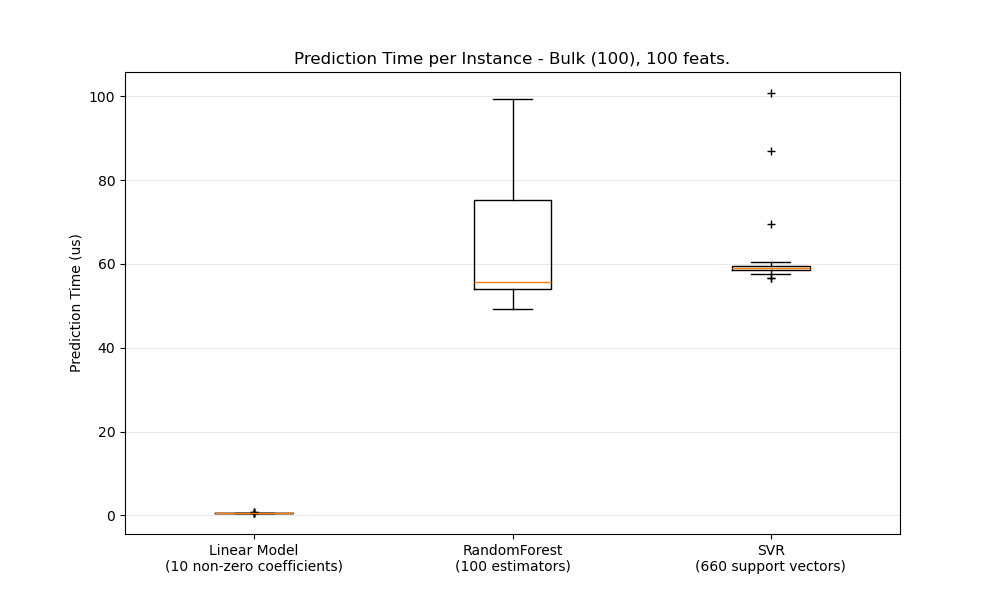 Prediction Time per Instance - Bulk (100), 100 feats.
Prediction Time (us)
100
80
60
40
20
0
Linear Model
(10 non-zero coefficients)
RandomForest
(100 estimators)
SVR
(660 support vectors)